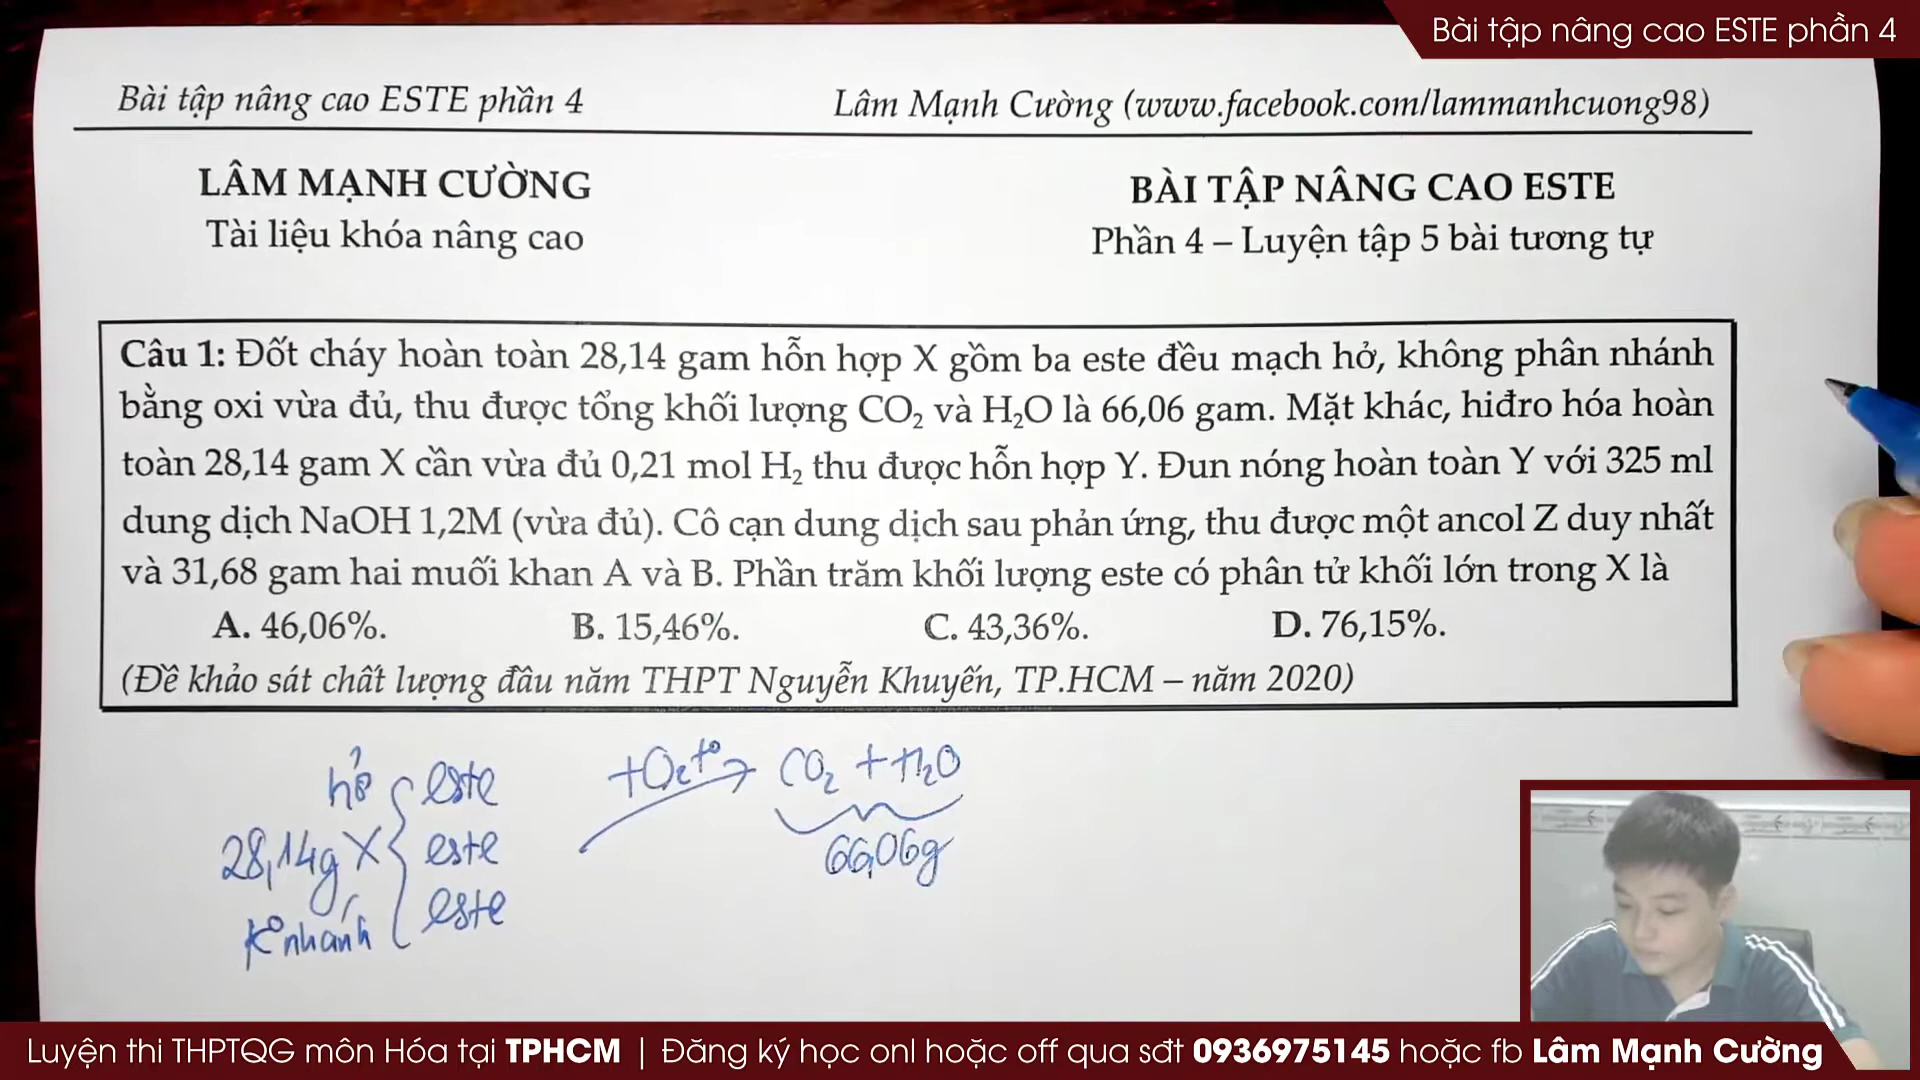 Bài tập nâng cao ESTE phần 4
Bài tập nâng cao ESTE phần 4 Lâm Mạnh Cường (www.facebook.com/lammanhcuong98)
LÂM MẠNH CƯỜNG BÀI TẬP NÂNG CAO ESTE
Tài liệu khóa nâng cao Phần 4 – Luyện tập 5 bài tương tự
Câu 1: Đốt cháy hoàn toàn 28,14 gam hỗn hợp X gồm ba este đều mạch hở, không phân nhánh
bằng oxi vừa đủ, thu được tổng khối lượng CO₂ và H₂O là 66,06 gam. Mặt khác, hiđro hóa hoàn
toàn 28,14 gam X cần vừa đủ 0,21 mol H₂ thu được hỗn hợp Y. Đun nóng hoàn toàn Y với 325 ml
dung dịch NaOH 1,2M (vừa đủ). Cô cạn dung dịch sau phản ứng, thu được một ancol Z duy nhất
và 31,68 gam hai muối khan A và B. Phần trăm khối lượng este có phân tử khối lớn trong X là
A. 46,06%. B. 15,46%. C. 43,36%. D. 76,15%.
(Đề khảo sát chất lượng đầu năm THPT Nguyễn Khuyến, TP.HCM – năm 2020)
hở este +O₂ t° CO₂ + H₂O
28,14g X este 66,06g
K° nhánh este
Luyện thi THPTQG môn Hóa tại TPHCM | Đăng ký học onl hoặc off qua sđt 0936975145 hoặc fb Lâm Mạnh Cường